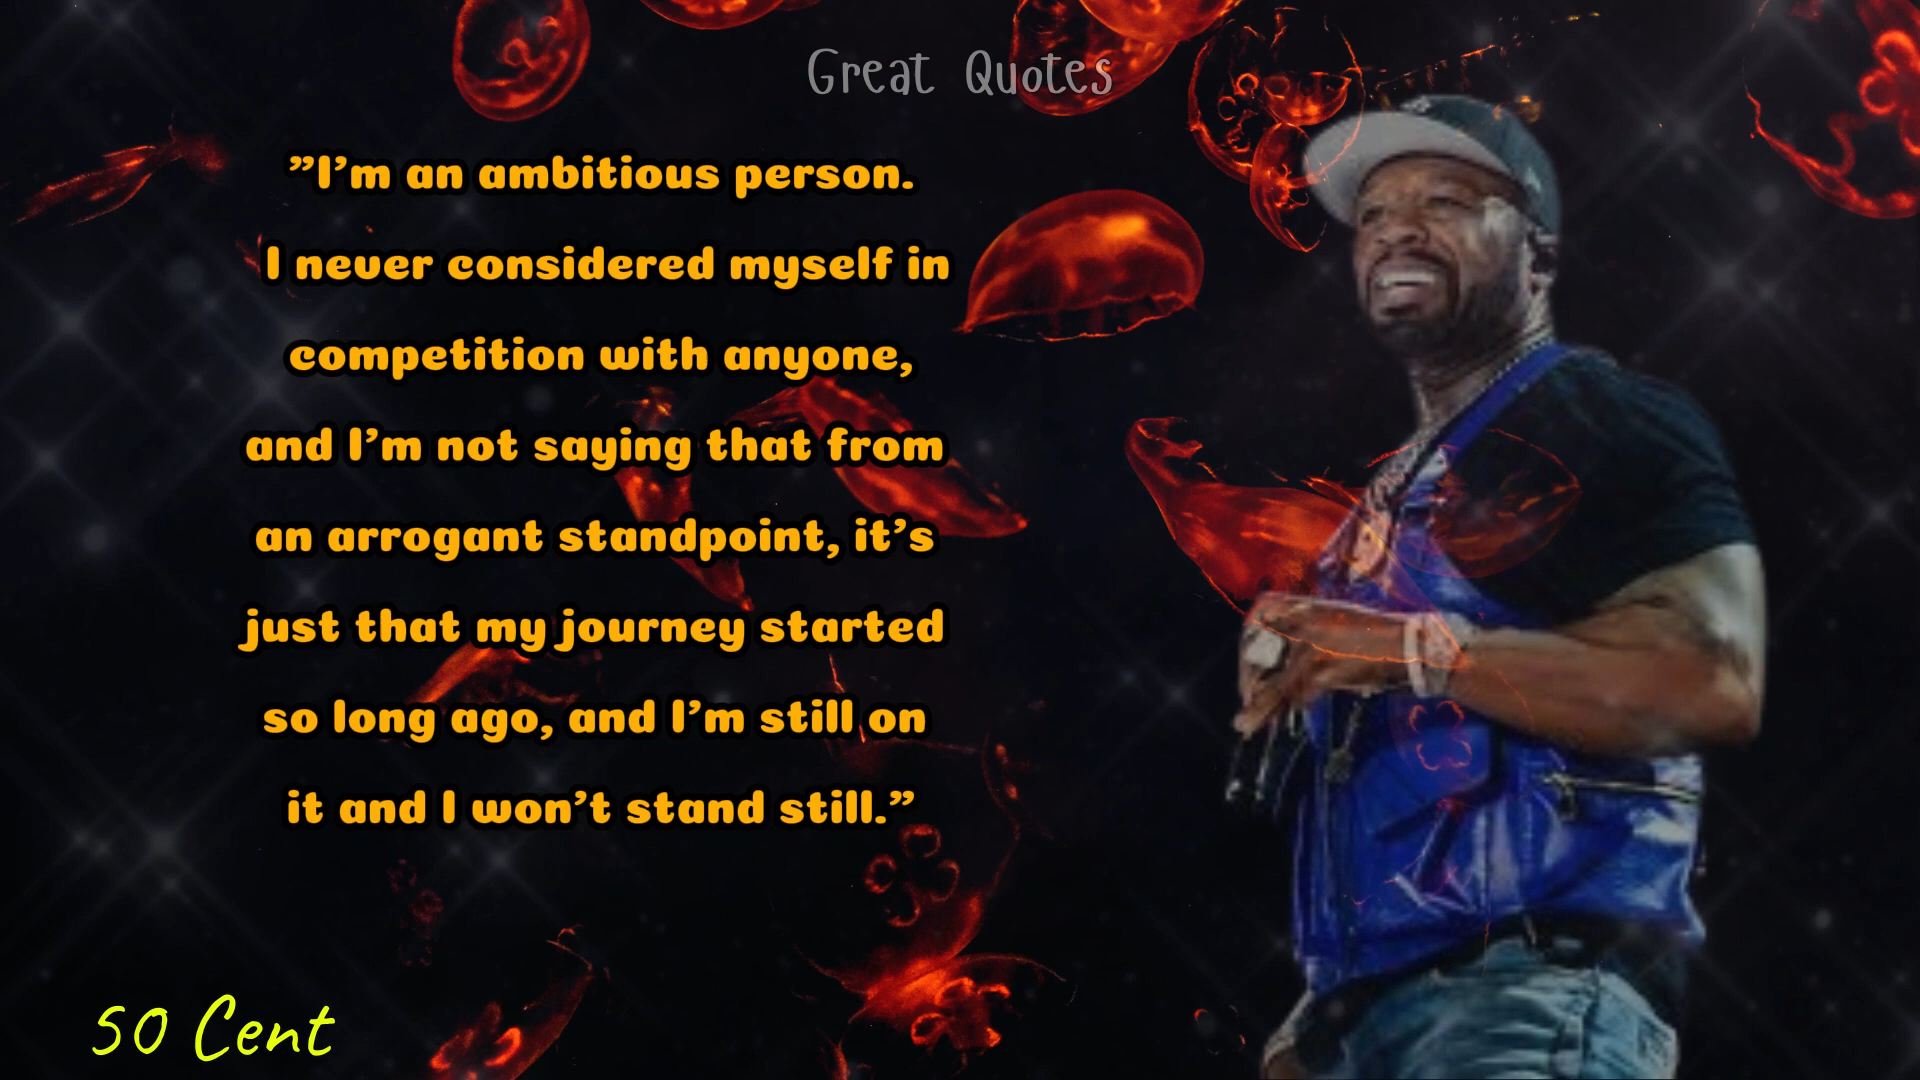 Great Quotes
”I’m an ambitious person.
I never considered myself in
competition with anyone,
and I’m not saying that from
an arrogant standpoint, it’s
just that my journey started
so long ago, and I’m still on
it and I won’t stand still.”
50 Cent